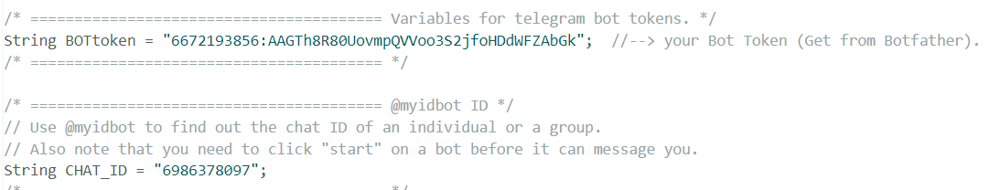 /* ======================================= Variables for telegram bot tokens. */
String BOTtoken = "6672193856:AAGTh8R80UovmpQVVoo3S2jfoHDdWFZAbGk";  //--> your Bot Token (Get from Botfather).
/* ======================================= */
/* ======================================= @myidbot ID */
// Use @myidbot to find out the chat ID of an individual or a group.
// Also note that you need to click "start" on a bot before it can message you.
String CHAT_ID = "6986378097";